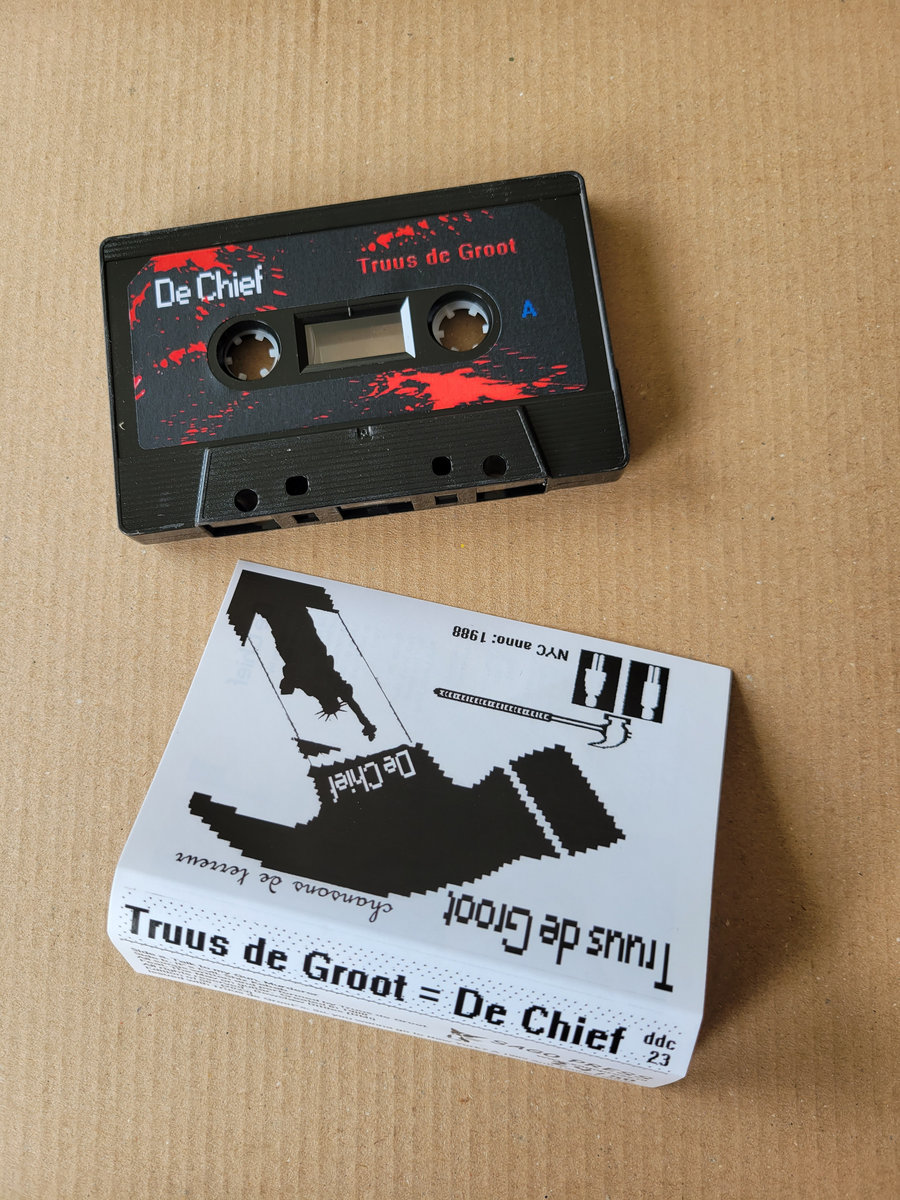 De Chief
Truus de Groot
A
NYC anno: 1988
De Chief
chansons de terreur
Truus de Groot
Truus de Groot = De Chief
ddc
23